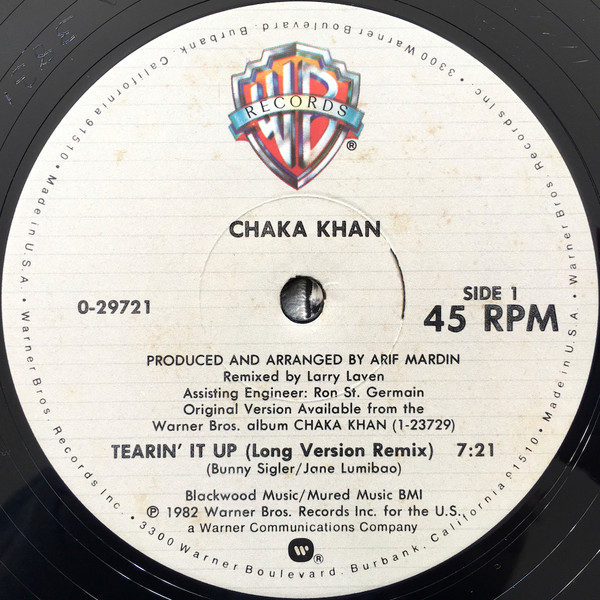 WB
RECORDS
®
CHAKA KHAN
0-29721
SIDE 1
45 RPM
PRODUCED AND ARRANGED BY ARIF MARDIN
Remixed by Larry Laven
Assisting Engineer: Ron St. Germain
Original Version Available from the
Warner Bros. album CHAKA KHAN (1-23729)
TEARIN' IT UP (Long Version Remix) 7:21
(Bunny Sigler/Jane Lumibao)
Blackwood Music/Mured Music BMI
℗ 1982 Warner Bros. Records Inc. for the U.S.,
a Warner Communications Company
W ®
Warner Bros. Records Inc. • 3300 Warner Boulevard, Burbank, California 91510 • Made in U.S.A. • Warner Bros. Records Inc. • 3300 Warner Boulevard, Burbank, California 91510 • Made in U.S.A. •